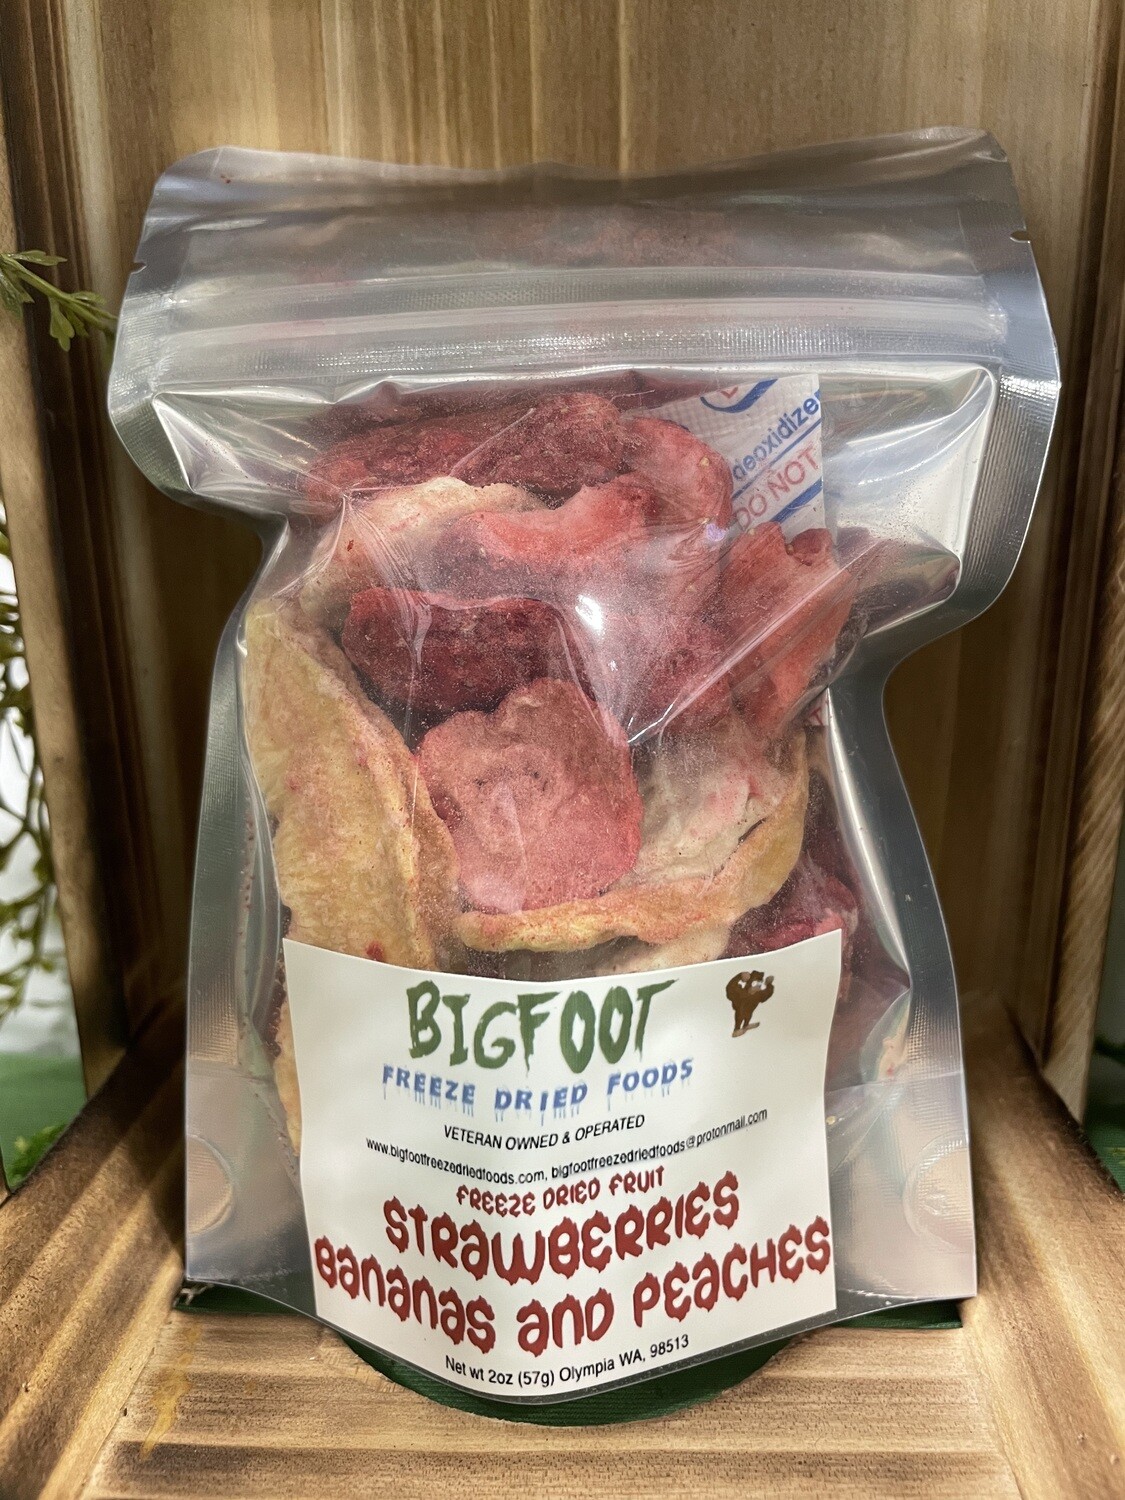 deoxidizer
DO NOT
BIGFOOT
FREEZE DRIED FOODS
VETERAN OWNED & OPERATED
www.bigfootfreezedriedfoods.com, bigfootfreezedriedfoods@protonmail.com
FREEZE DRIED FRUIT
STRAWBERRIES
BANANAS AND PEACHES
Net wt 2oz (57g) Olympia WA, 98513